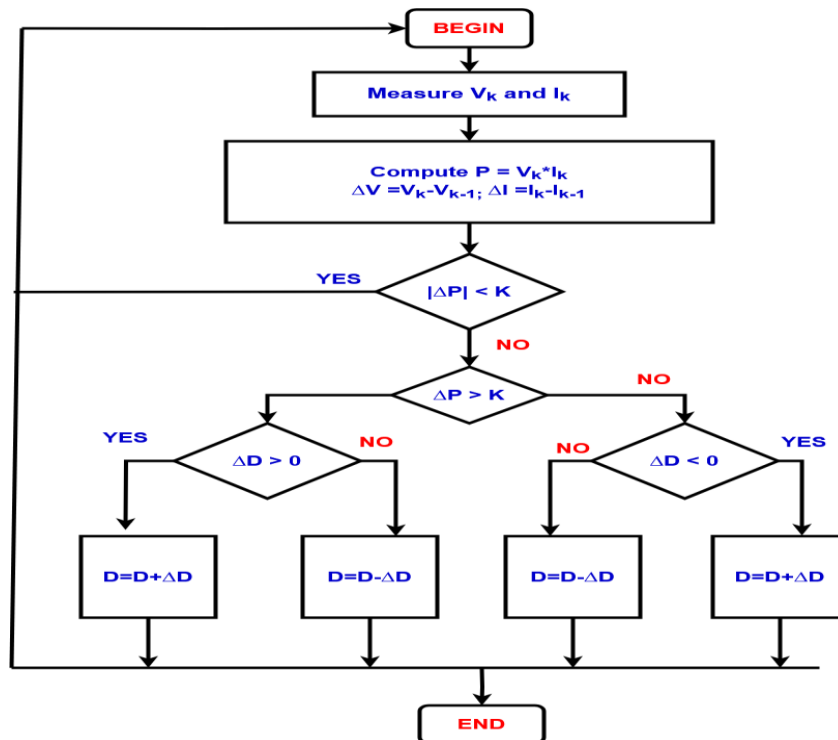 BEGIN
Measure Vk and Ik
Compute P = Vk*Ik
ΔV =Vk-Vk-1; ΔI =Ik-Ik-1
YES
|ΔP| < K
NO
ΔP > K
NO
YES
ΔD > 0
NO
NO
ΔD < 0
YES
D=D+ΔD
D=D-ΔD
D=D-ΔD
D=D+ΔD
END